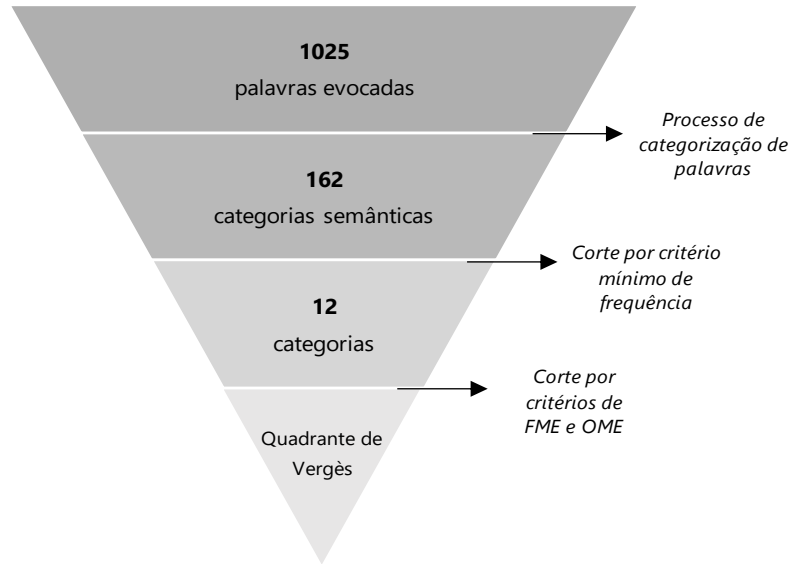 1025
palavras evocadas
Processo de
categorização de
palavras
162
categorias semânticas
Corte por critério
mínimo de
frequência
12
categorias
Corte por
critérios de
FME e OME
Quadrante de
Vergès